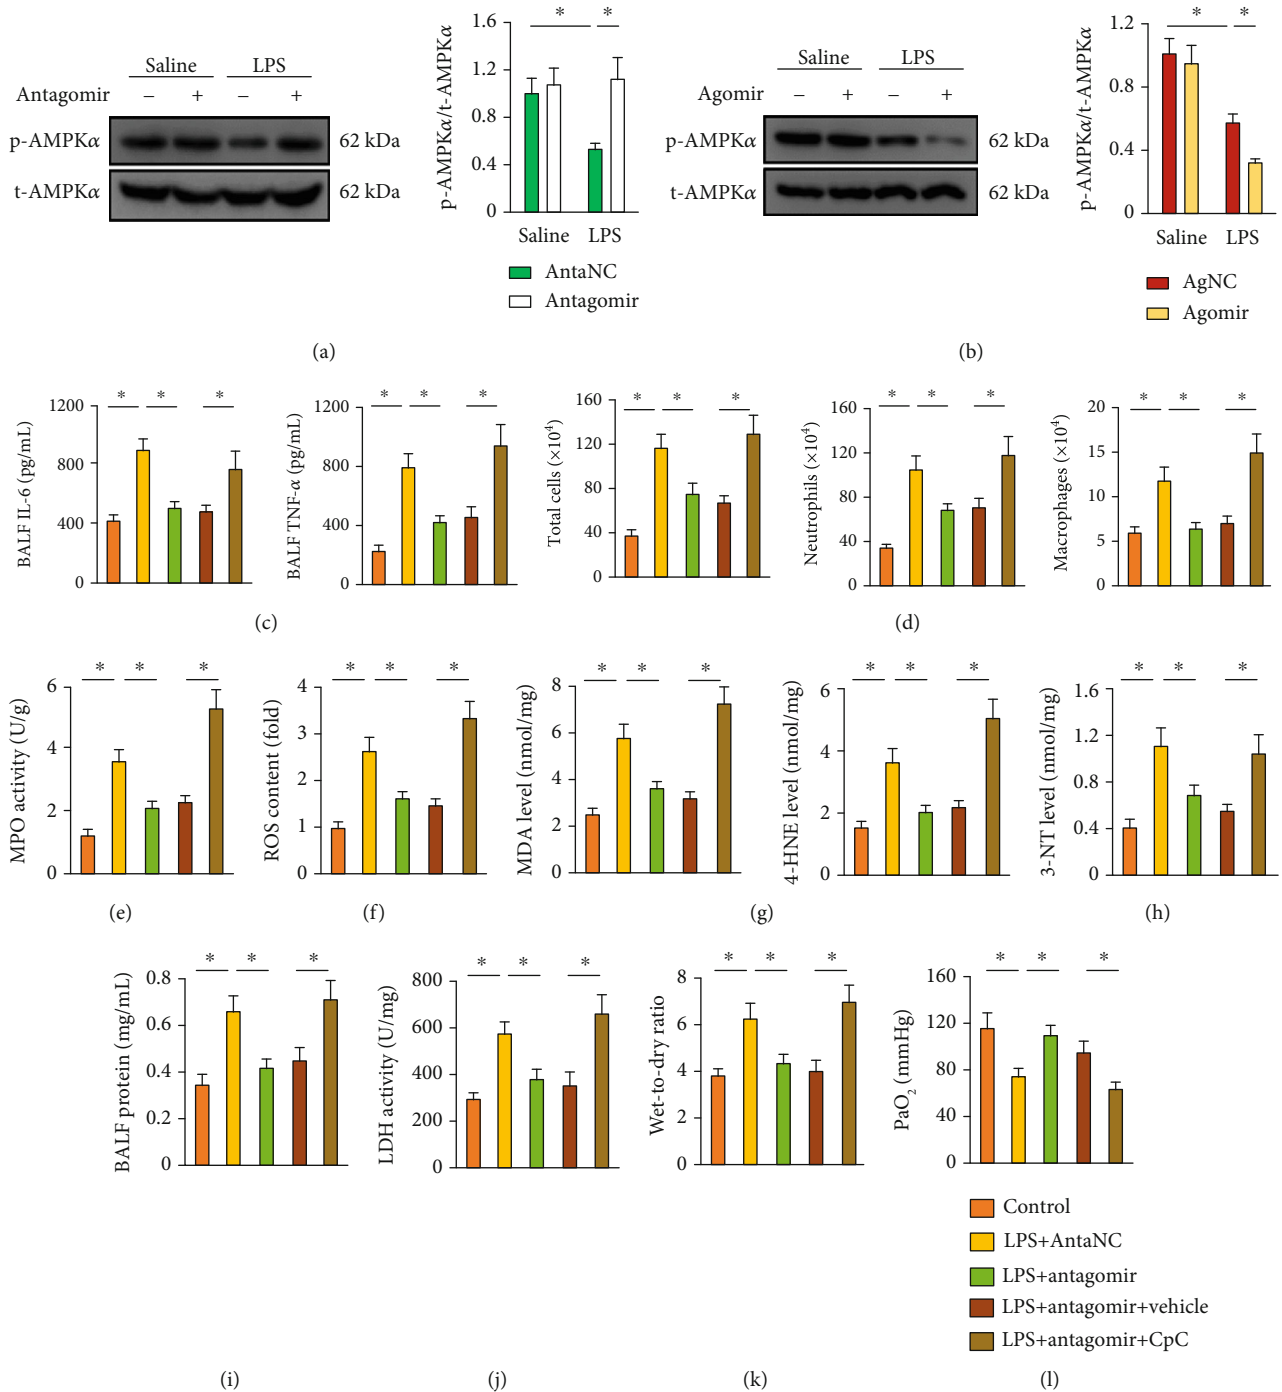 Saline LPS
Antagomir − + − +
p-AMPKα 62 kDa
t-AMPKα 62 kDa
p-AMPKα/t-AMPKα
1.6
1.2
0.8
0.4
0
* *
Saline LPS
AntaNC
Antagomir
(a)
Saline LPS
Agomir − + − +
p-AMPKα 62 kDa
t-AMPKα 62 kDa
p-AMPKα/t-AMPKα
1.2
0.8
0.4
0
* *
Saline LPS
AgNC
Agomir
(b)
BALF IL-6 (pg/mL)
1200
800
400
0
* * *
BALF TNF-α (pg/mL)
1200
800
400
0
* * *
(c)
Total cells (×10⁴)
160
120
80
40
0
* * *
Neutrophils (×10⁴)
160
120
80
40
0
* * *
Macrophages (×10⁴)
20
15
10
5
0
* * *
(d)
MPO activity (U/g)
6
4
2
0
* * *
(e)
ROS content (fold)
4
3
2
1
0
* * *
(f)
MDA level (nmol/mg)
8
6
4
2
0
* * *
4-HNE level (nmol/mg)
6
4
2
0
* * *
(g)
3-NT level (nmol/mg)
1.6
1.2
0.8
0.4
0
* * *
(h)
BALF protein (mg/mL)
0.8
0.6
0.4
0.2
0
* * *
LDH activity (U/mg)
800
600
400
200
0
* * *
Wet-to-dry ratio
8
6
4
2
0
* * *
PaO₂ (mmHg)
160
120
80
40
0
* * *
Control
LPS+AntaNC
LPS+antagomir
LPS+antagomir+vehicle
LPS+antagomir+CpC
(i) (j) (k) (l)